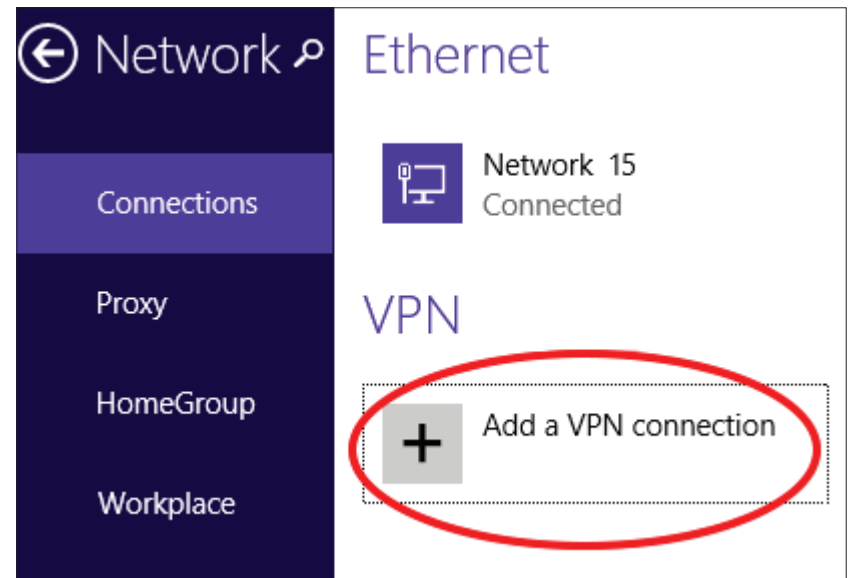 Network
Connections
Proxy
HomeGroup
Workplace
Ethernet
Network 15
Connected
VPN
Add a VPN connection